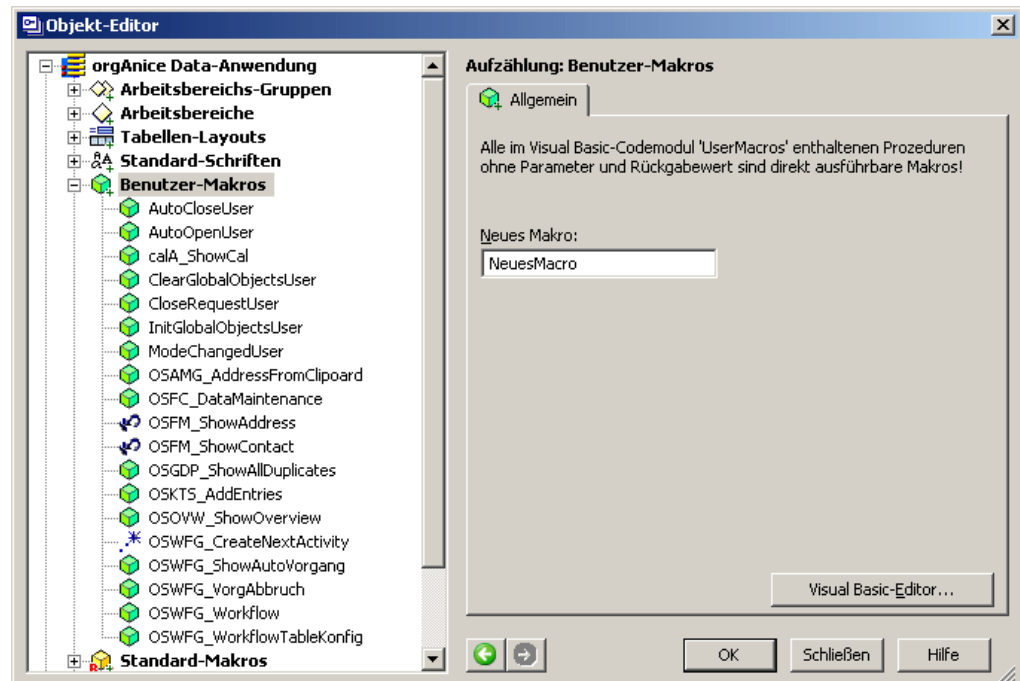 Objekt-Editor
orgAnice Data-Anwendung
Arbeitsbereichs-Gruppen
Arbeitsbereiche
Tabellen-Layouts
Standard-Schriften
Benutzer-Makros
AutoCloseUser
AutoOpenUser
calA_ShowCal
ClearGlobalObjectsUser
CloseRequestUser
InitGlobalObjectsUser
ModeChangedUser
OSAMG_AddressFromClipoard
OSFC_DataMaintenance
OSFM_ShowAddress
OSFM_ShowContact
OSGDP_ShowAllDuplicates
OSKTS_AddEntries
OSOVW_ShowOverview
OSWFG_CreateNextActivity
OSWFG_ShowAutoVorgang
OSWFG_VorgAbbruch
OSWFG_Workflow
OSWFG_WorkflowTableKonfig
Standard-Makros
Aufzählung: Benutzer-Makros
Allgemein
Alle im Visual Basic-Codemodul 'UserMacros' enthaltenen Prozeduren
ohne Parameter und Rückgabewert sind direkt ausführbare Makros!
Neues Makro:
NeuesMacro
Visual Basic-Editor...
OK
Schließen
Hilfe